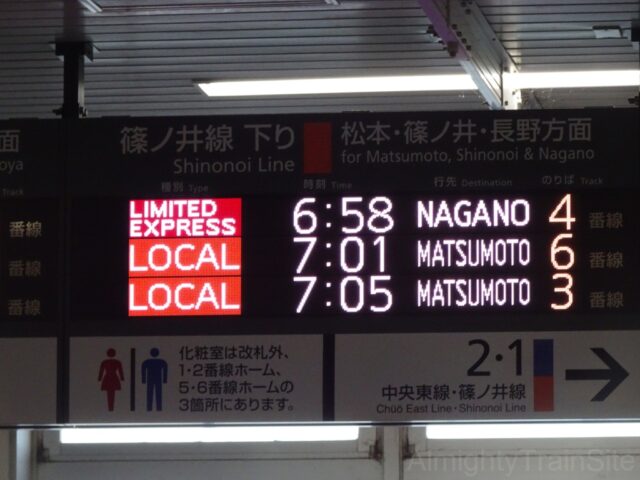 面
oya
Track
番線
番線
番線
篠ノ井線 下り
Shinonoi Line
松本・篠ノ井・長野方面
for Matsumoto, Shinonoi & Nagano
種別 Type 時刻 Time 行先 Destination のりば Track
LIMITED EXPRESS 6:58 NAGANO 4 番線
LOCAL 7:01 MATSUMOTO 6 番線
LOCAL 7:05 MATSUMOTO 3 番線
化粧室は改札外、
1・2番線ホーム、
5・6番線ホームの
3箇所にあります。
2・1
中央東線・篠ノ井線
Chūō East Line・Shinonoi Line
AlmightyTrainSite